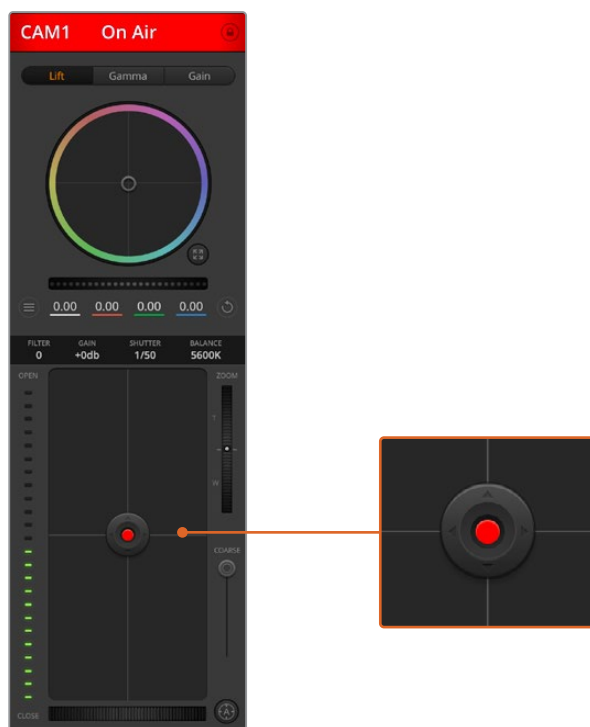 CAM1 On Air
Lift Gamma Gain
0.00 0.00 0.00 0.00
FILTER GAIN SHUTTER BALANCE
0 +0db 1/50 5600K
OPEN ZOOM
T
W
COARSE
CLOSE A